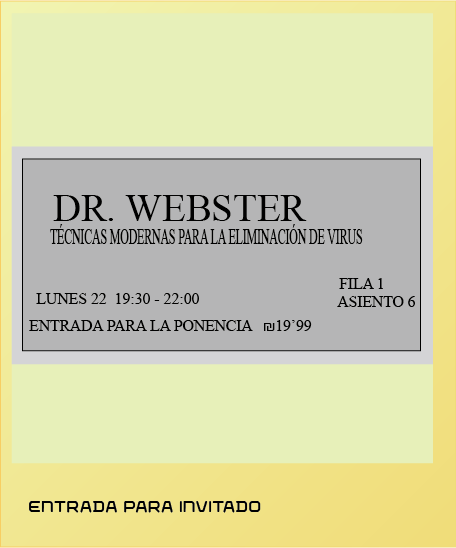 DR. WEBSTER
TÉCNICAS MODERNAS PARA LA ELIMINACIÓN DE VIRUS
FILA 1
LUNES 22 19:30 - 22:00
ASIENTO 6
ENTRADA PARA LA PONENCIA ₪19’99
ENTRADA PARA INVITADO